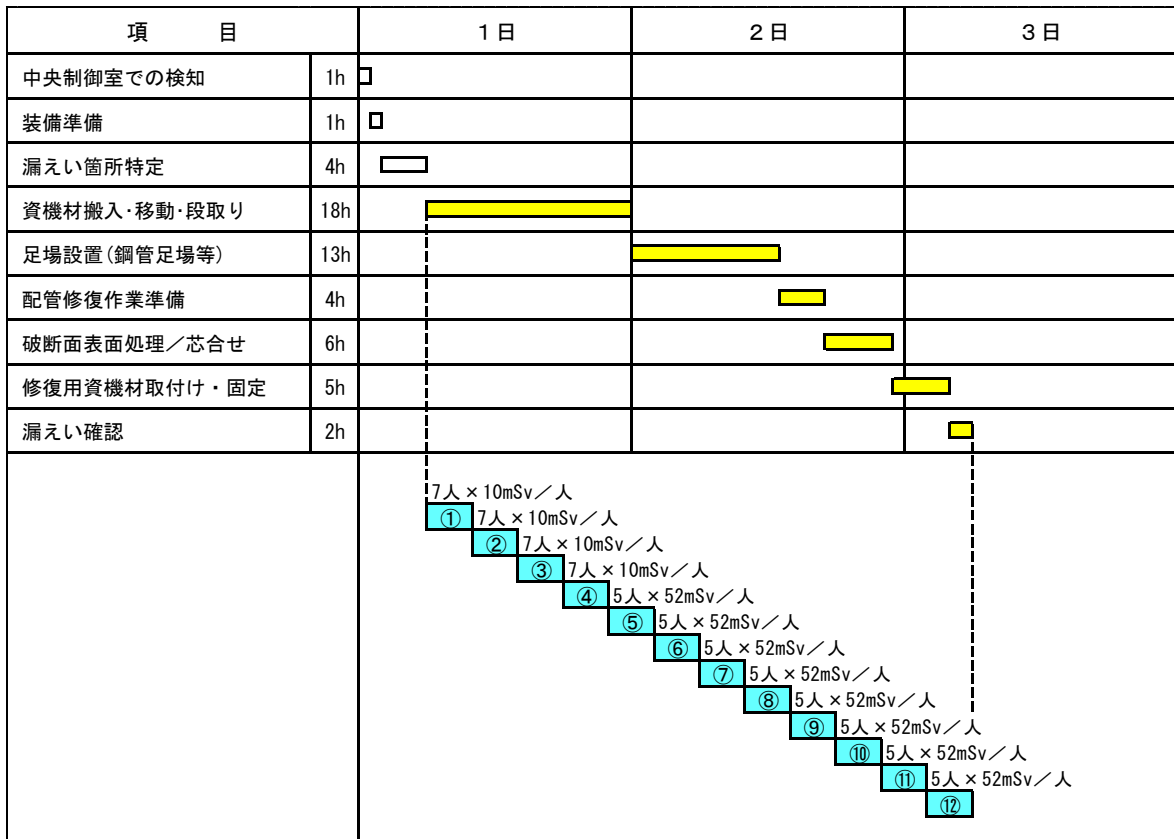 項　　目 1日 2日 3日
中央制御室での検知 1h
装備準備 1h
漏えい箇所特定 4h
資機材搬入･移動･段取り 18h
足場設置(鋼管足場等) 13h
配管修復作業準備 4h
破断面表面処理／芯合せ 6h
修復用資機材取付け・固定 5h
漏えい確認 2h
7人×10mSv／人
① 7人×10mSv／人
② 7人×10mSv／人
③ 7人×10mSv／人
④ 5人×52mSv／人
⑤ 5人×52mSv／人
⑥ 5人×52mSv／人
⑦ 5人×52mSv／人
⑧ 5人×52mSv／人
⑨ 5人×52mSv／人
⑩ 5人×52mSv／人
⑪ 5人×52mSv／人
⑫